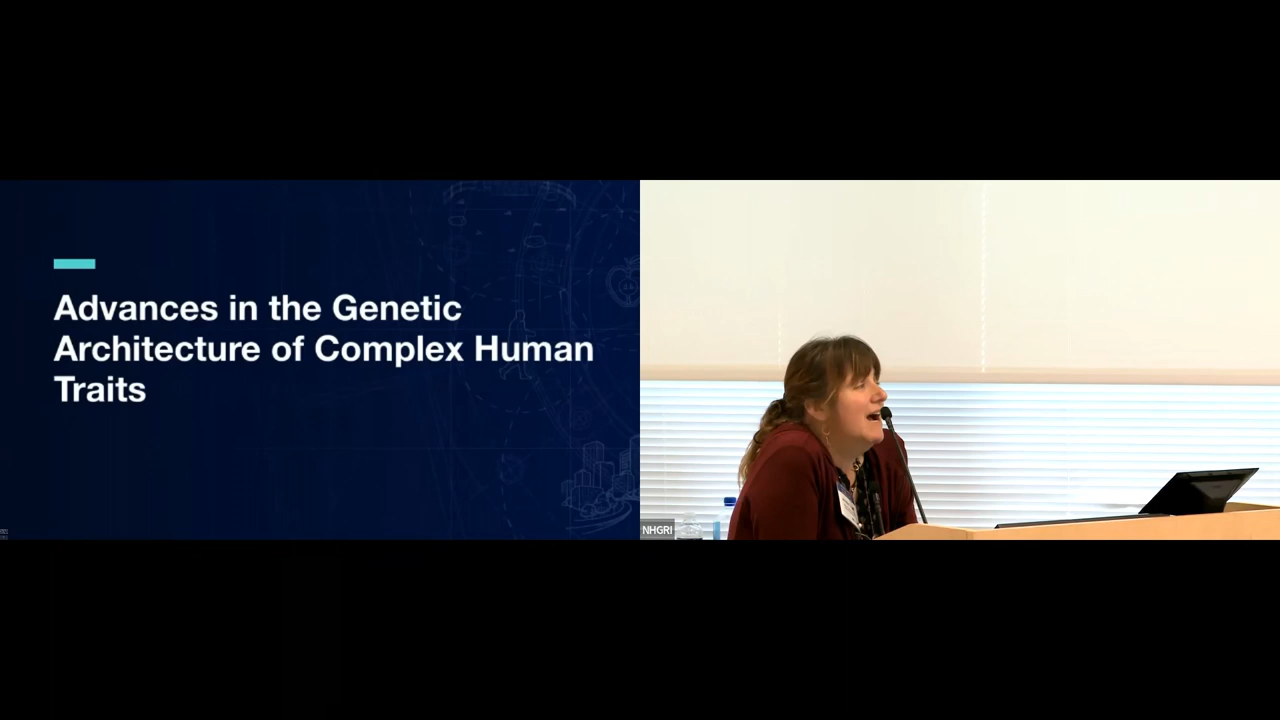 Advances in the Genetic
Architecture of Complex Human
Traits
NHGRI